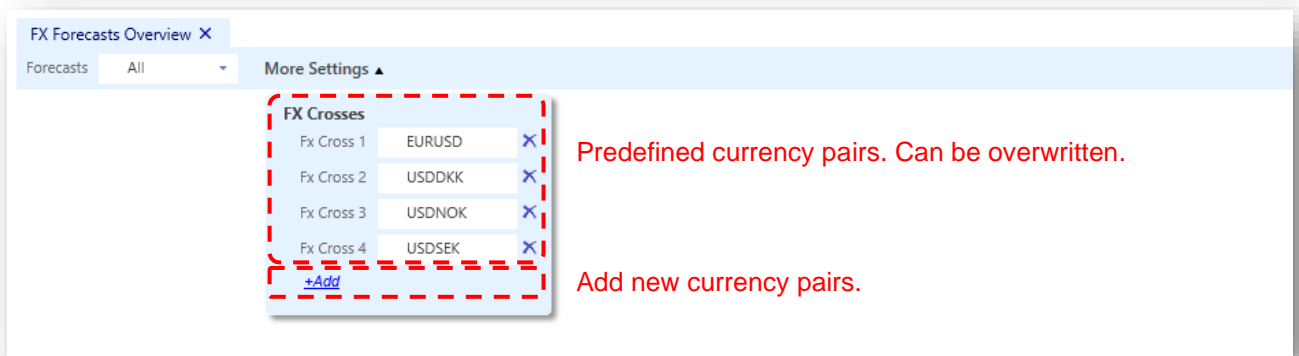 FX Forecasts Overview ✕
Forecasts All More Settings ▲
FX Crosses
Fx Cross 1 EURUSD ✕
Predefined currency pairs. Can be overwritten.
Fx Cross 2 USDDKK ✕
Fx Cross 3 USDNOK ✕
Fx Cross 4 USDSEK ✕
+Add
Add new currency pairs.